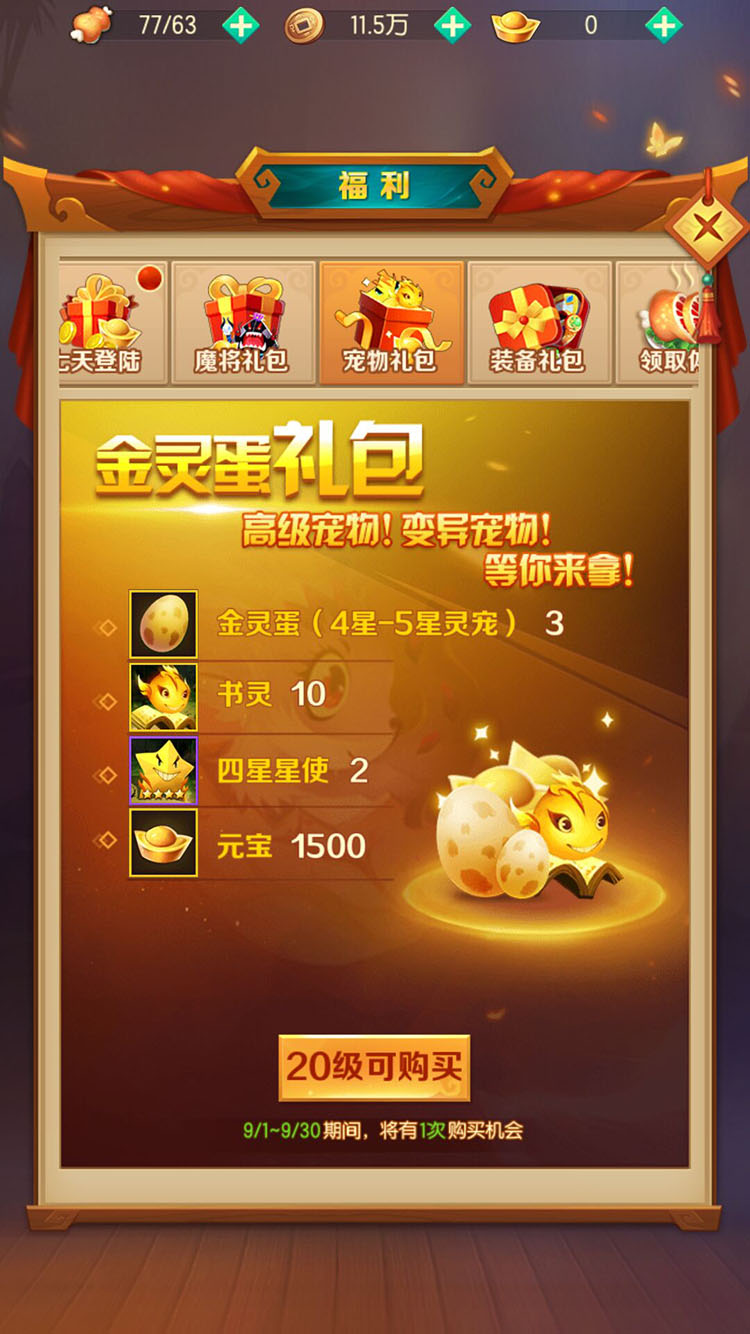 77/63
11.5万
0
福利
七天登陆
魔将礼包
宠物礼包
装备礼包
领取
金灵蛋礼包
高级宠物！变异宠物！
等你来拿！
金灵蛋（4星-5星灵宠） 3
书灵 10
四星星使 2
元宝 1500
20级可购买
9/1~9/30期间，将有1次购买机会